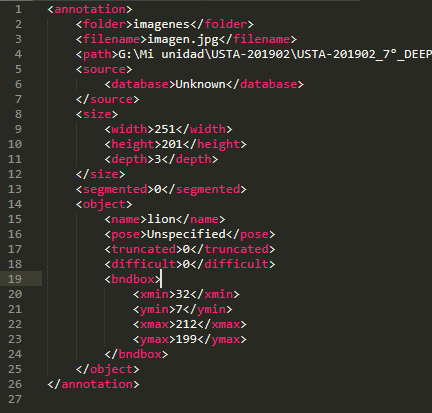 1 <annotation>
2 <folder>imagenes</folder>
3 <filename>imagen.jpg</filename>
4 <path>G:\Mi unidad\USTA-201902\USTA-201902_7°_DEEP
5 <source>
6 <database>Unknown</database>
7 </source>
8 <size>
9 <width>251</width>
10 <height>201</height>
11 <depth>3</depth>
12 </size>
13 <segmented>0</segmented>
14 <object>
15 <name>lion</name>
16 <pose>Unspecified</pose>
17 <truncated>0</truncated>
18 <difficult>0</difficult>
19 <bndbox>
20 <xmin>32</xmin>
21 <ymin>7</ymin>
22 <xmax>212</xmax>
23 <ymax>199</ymax>
24 </bndbox>
25 </object>
26 </annotation>
27